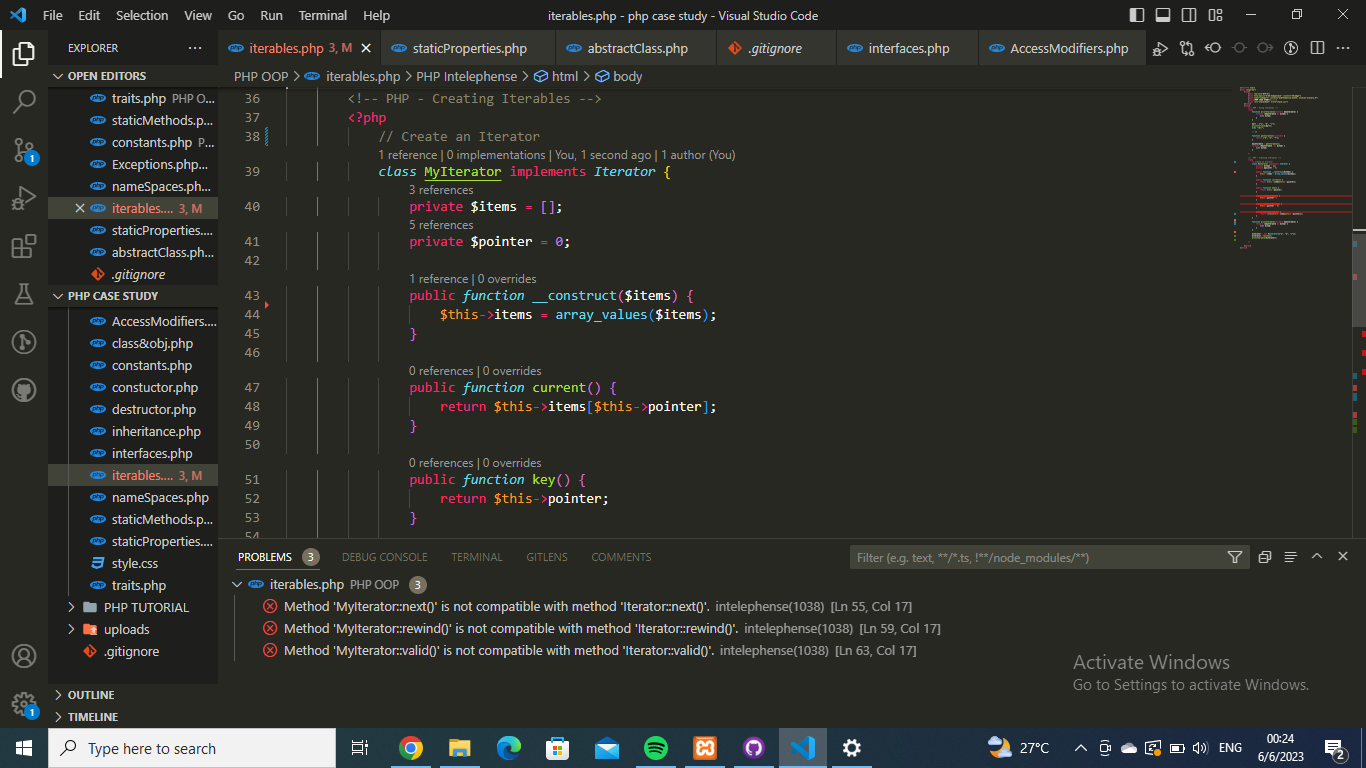 File Edit Selection View Go Run Terminal Help iterables.php - php case study - Visual Studio Code
EXPLORER ···
iterables.php 3, M staticProperties.php abstractClass.php .gitignore interfaces.php AccessModifiers.php
OPEN EDITORS
traits.php PHP O...
staticMethods.p...
constants.php P...
Exceptions.php...
nameSpaces.ph...
iterables.... 3, M
staticProperties....
abstractClass.ph...
.gitignore
PHP CASE STUDY
AccessModifiers....
class&obj.php
constants.php
constuctor.php
destructor.php
inheritance.php
interfaces.php
iterables.... 3, M
nameSpaces.php
staticMethods.p...
staticProperties....
style.css
traits.php
PHP TUTORIAL
uploads
.gitignore
OUTLINE
TIMELINE
1
1
PHP OOP > iterables.php > PHP Intelephense > html > body
36 <!-- PHP - Creating Iterables -->
37 <?php
38 // Create an Iterator
1 reference | 0 implementations | You, 1 second ago | 1 author (You)
39 class MyIterator implements Iterator {
3 references
40 private $items = [];
5 references
41 private $pointer = 0;
42
1 reference | 0 overrides
43 public function __construct($items) {
44 $this->items = array_values($items);
45 }
46
0 references | 0 overrides
47 public function current() {
48 return $this->items[$this->pointer];
49 }
50
0 references | 0 overrides
51 public function key() {
52 return $this->pointer;
53 }
54
PROBLEMS 3 DEBUG CONSOLE TERMINAL GITLENS COMMENTS Filter (e.g. text, **/*.ts, !**/node_modules/**)
iterables.php PHP OOP 3
Method 'MyIterator::next()' is not compatible with method 'Iterator::next()'. intelephense(1038) [Ln 55, Col 17]
Method 'MyIterator::rewind()' is not compatible with method 'Iterator::rewind()'. intelephense(1038) [Ln 59, Col 17]
Method 'MyIterator::valid()' is not compatible with method 'Iterator::valid()'. intelephense(1038) [Ln 63, Col 17]
Activate Windows
Go to Settings to activate Windows.
Type here to search
27°C
ENG
00:24
6/6/2023
2